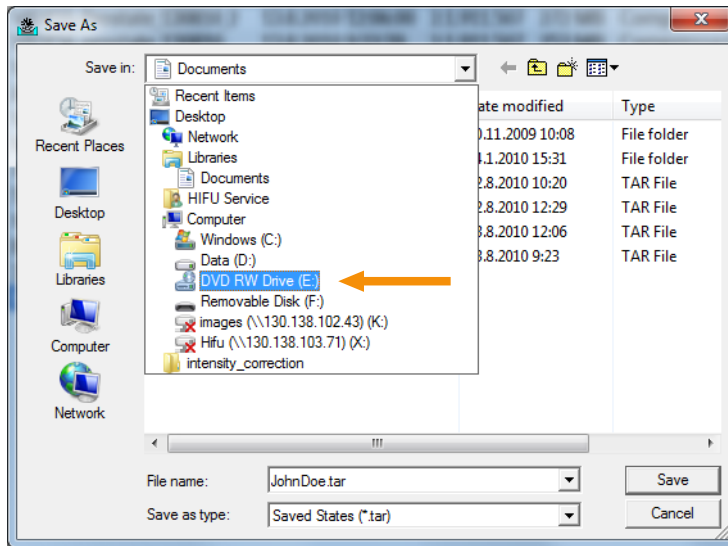 Save As
Save in:
Documents
Recent Items
Desktop
Network
Libraries
Documents
HIFU Service
Computer
Windows (C:)
Data (D:)
DVD RW Drive (E:)
Removable Disk (F:)
images (\\130.138.102.43) (K:)
Hifu (\\130.138.103.71) (X:)
intensity_correction
Recent Places
Desktop
Libraries
Computer
Network
ate modified Type
0.11.2009 10:08 File folder
.1.2010 15:31 File folder
2.8.2010 10:20 TAR File
2.8.2010 12:29 TAR File
3.8.2010 12:06 TAR File
3.8.2010 9:23 TAR File
File name: JohnDoe.tar Save
Save as type: Saved States (*.tar) Cancel